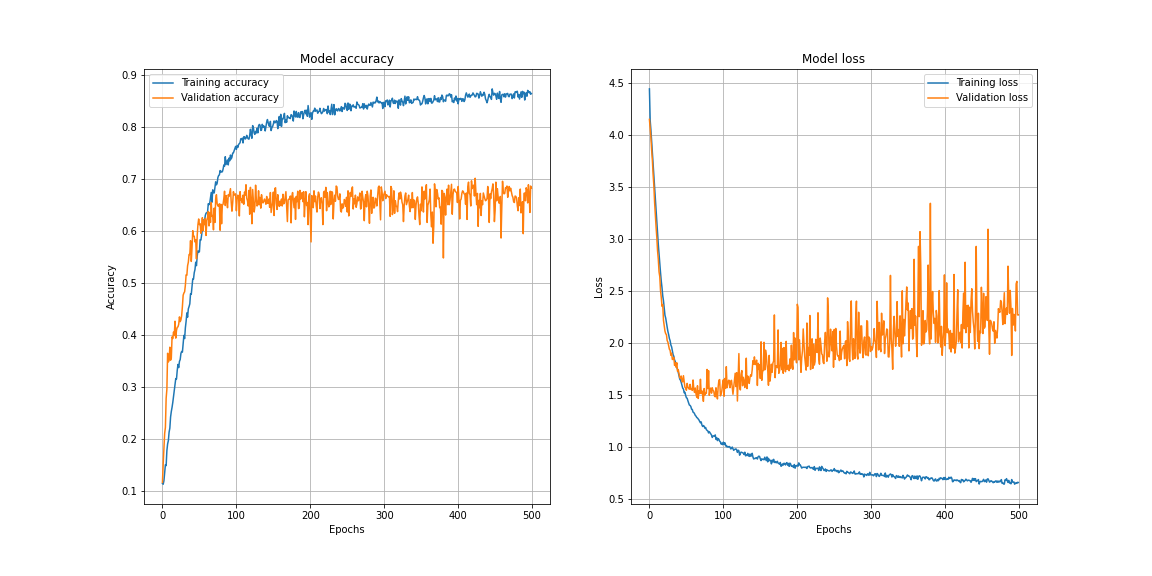 Model accuracy
Training accuracy
Validation accuracy
0.9
0.8
0.7
0.6
0.5
0.4
0.3
0.2
0.1
Accuracy
0 100 200 300 400 500
Epochs
Model loss
Training loss
Validation loss
4.5
4.0
3.5
3.0
2.5
2.0
1.5
1.0
0.5
Loss
0 100 200 300 400 500
Epochs